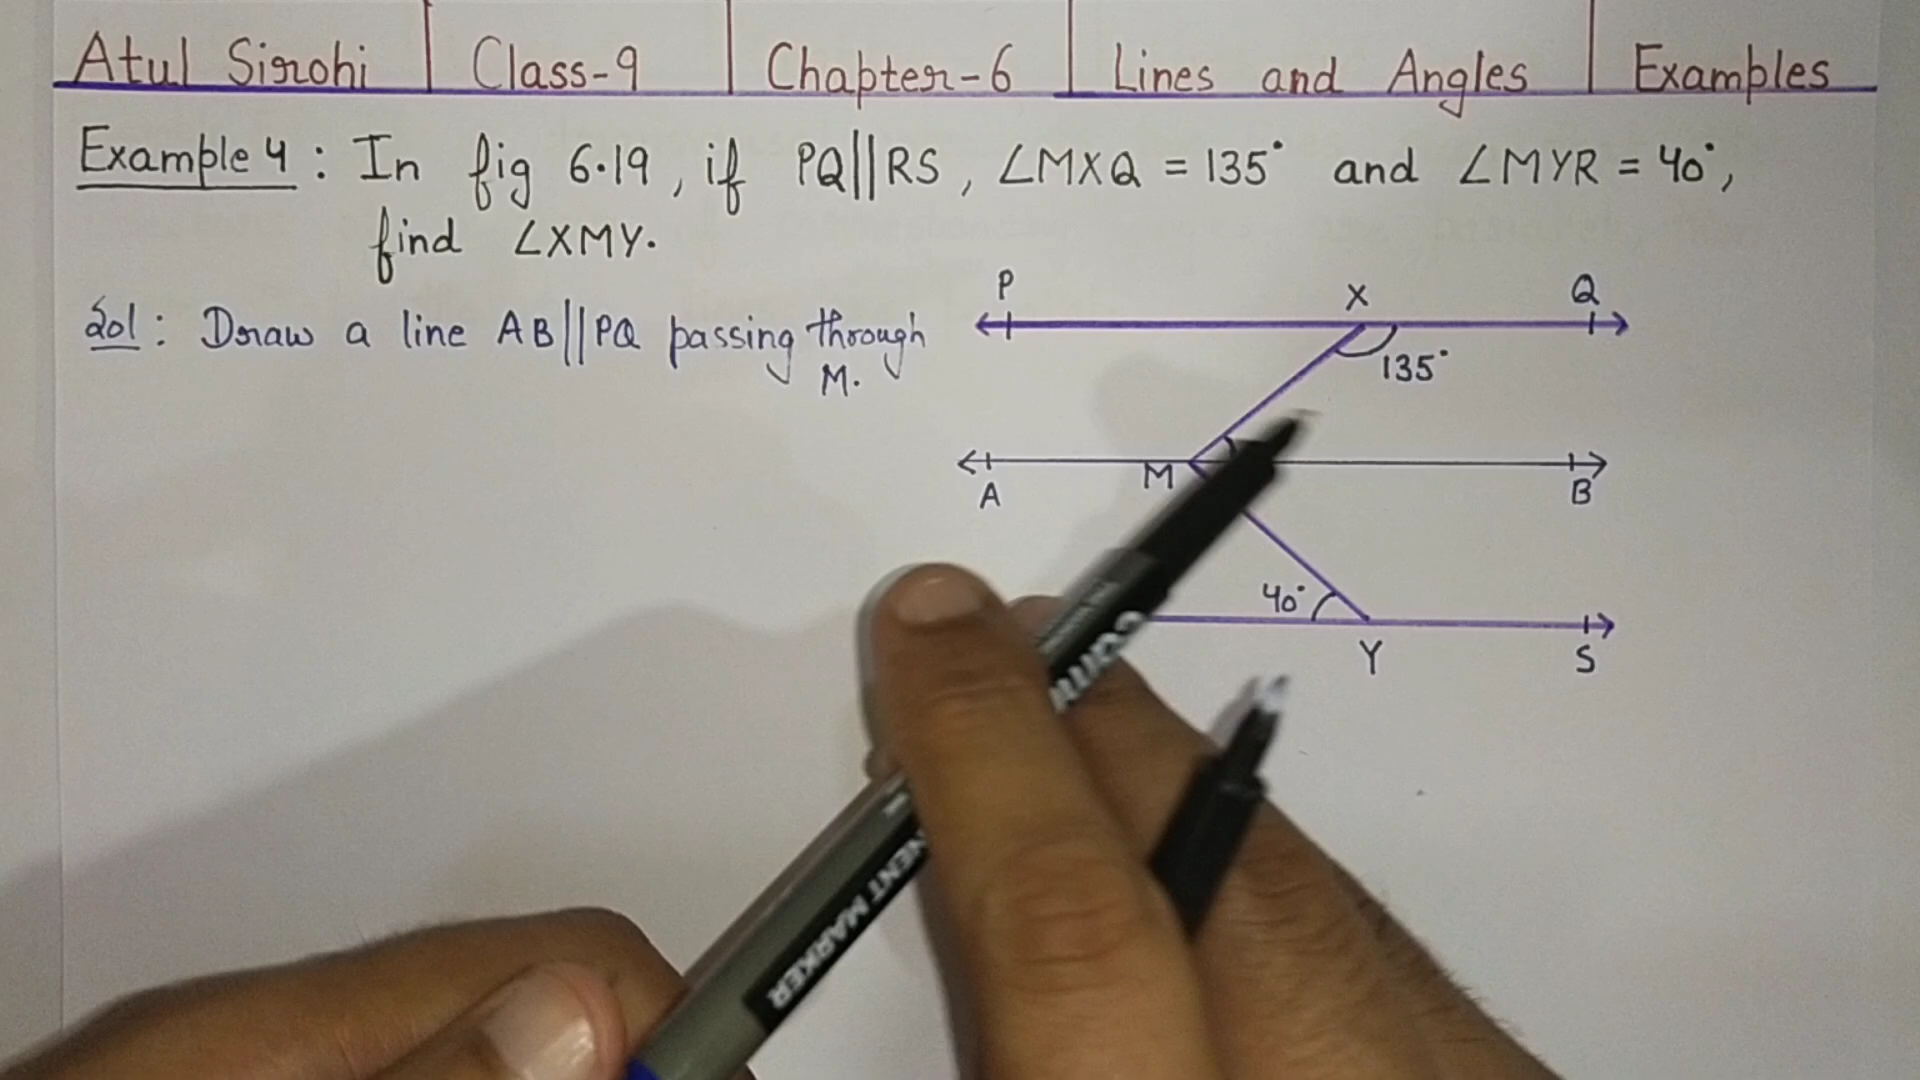 Atul Sirohi Class-9 Chapter-6 Lines and Angles Examples
Example 4 : In fig 6.19, if PQ||RS, ∠MXQ = 135° and ∠MYR = 40°,
find ∠XMY.
Sol : Draw a line AB||PQ passing through
M.
P X Q
135°
M
A B
40°
Y S
PERMANENT MARKER